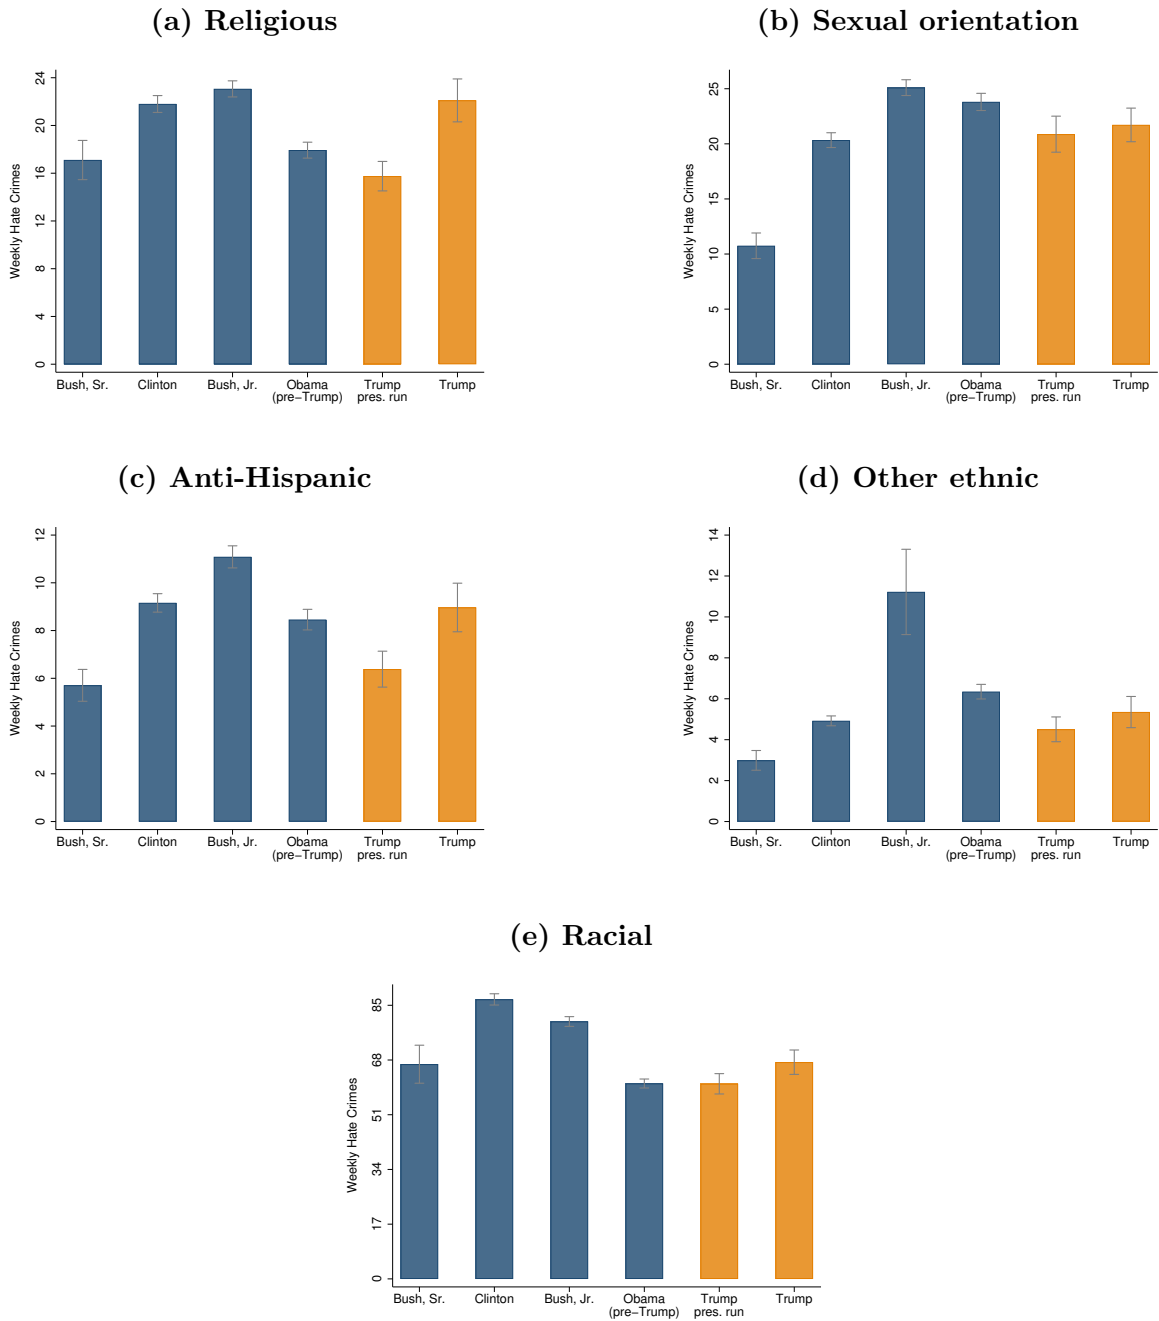 (a) Religious
(b) Sexual orientation
Weekly Hate Crimes
0
4
8
12
16
20
24
Bush, Sr.
Clinton
Bush, Jr.
Obama
(pre−Trump)
Trump
pres. run
Trump
Weekly Hate Crimes
0
5
10
15
20
25
Bush, Sr.
Clinton
Bush, Jr.
Obama
(pre−Trump)
Trump
pres. run
Trump
(c) Anti-Hispanic
(d) Other ethnic
Weekly Hate Crimes
0
2
4
6
8
10
12
Bush, Sr.
Clinton
Bush, Jr.
Obama
(pre−Trump)
Trump
pres. run
Trump
Weekly Hate Crimes
0
2
4
6
8
10
12
14
Bush, Sr.
Clinton
Bush, Jr.
Obama
(pre−Trump)
Trump
pres. run
Trump
(e) Racial
Weekly Hate Crimes
0
17
34
51
68
85
Bush, Sr.
Clinton
Bush, Jr.
Obama
(pre−Trump)
Trump
pres. run
Trump